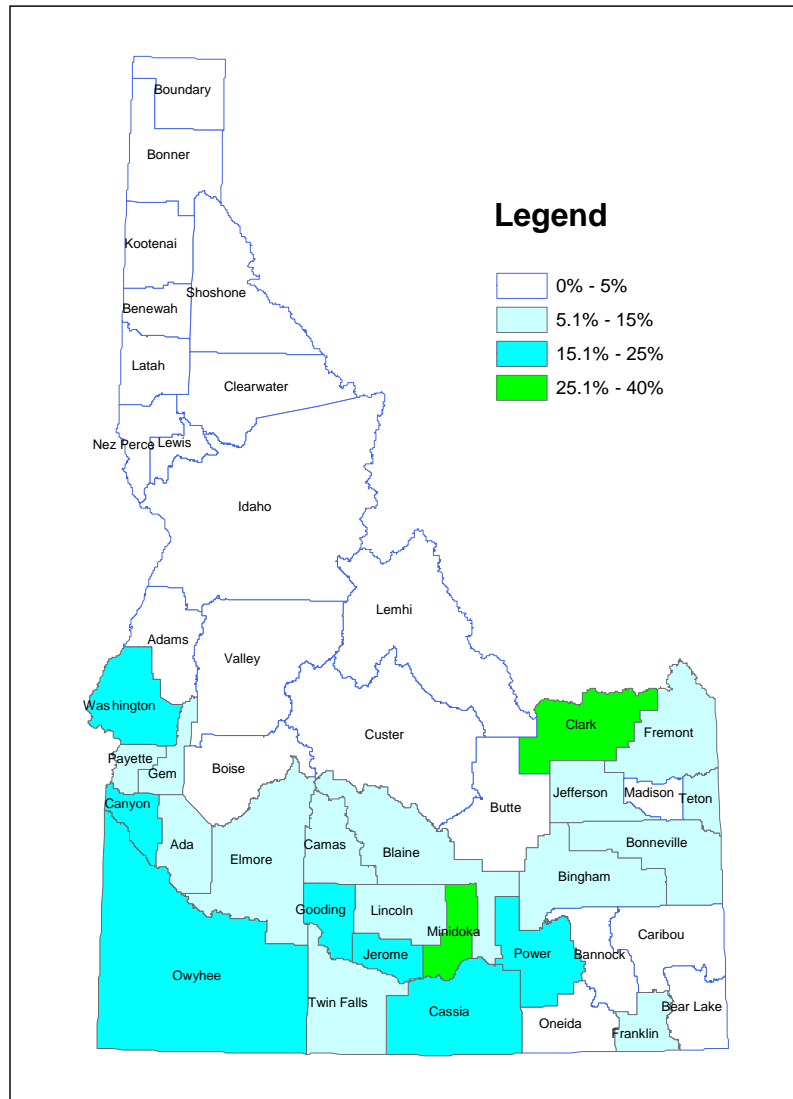 Boundary
Bonner
Legend
Kootenai
0% - 5%
Shoshone
Benewah
5.1% - 15%
15.1% - 25%
Latah
Clearwater
25.1% - 40%
Nez Perce
Lewis
Idaho
Lemhi
Adams
Valley
Washington
Clark
Custer
Fremont
Payette
Gem
Boise
Jefferson
Madison
Teton
Canyon
Butte
Ada
Elmore
Camas
Blaine
Bonneville
Bingham
Gooding
Lincoln
Minidoka
Caribou
Jerome
Power
Bannock
Owyhee
Twin Falls
Cassia
Oneida
Bear Lake
Franklin